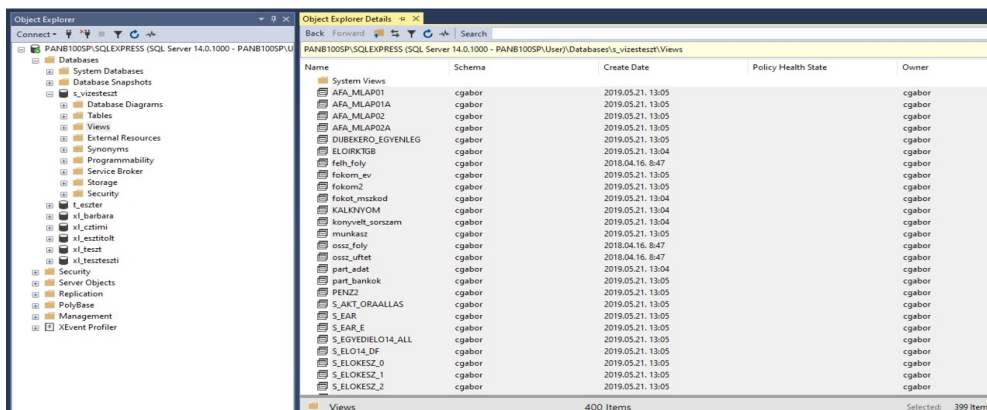 Object Explorer
Connect
PANB100SP\SQLEXPRESS (SQL Server 14.0.1000 - PANB100SP\U
Databases
System Databases
Database Snapshots
s_vizesteszt
Database Diagrams
Tables
Views
External Resources
Synonyms
Programmability
Service Broker
Storage
Security
t_eszter
xl_barbara
xl_cztimi
xl_esztitolt
xl_teszt
xl_teszteszti
Security
Server Objects
Replication
PolyBase
Management
XEvent Profiler
Object Explorer Details
Back Forward Search
PANB100SP\SQLEXPRESS (SQL Server 14.0.1000 - PANB100SP\User)\Databases\s_vizesteszt\Views
Name Schema Create Date Policy Health State Owner
System Views
AFA_MLAP01 cgabor 2019.05.21. 13:05 cgabor
AFA_MLAP01A cgabor 2019.05.21. 13:05 cgabor
AFA_MLAP02 cgabor 2019.05.21. 13:05 cgabor
AFA_MLAP02A cgabor 2019.05.21. 13:05 cgabor
DIJBEKERO_EGYENLEG cgabor 2019.05.21. 13:05 cgabor
ELOIRKTGB cgabor 2019.05.21. 13:04 cgabor
felh_foly cgabor 2018.04.16. 8:47 cgabor
fokom_ev cgabor 2019.05.21. 13:05 cgabor
fokom2 cgabor 2019.05.21. 13:05 cgabor
fokot_mszkod cgabor 2019.05.21. 13:04 cgabor
KALKNYOM cgabor 2019.05.21. 13:04 cgabor
konyvelt_sorszam cgabor 2019.05.21. 13:04 cgabor
munkasz cgabor 2019.05.21. 13:05 cgabor
ossz_foly cgabor 2018.04.16. 8:47 cgabor
ossz_uftet cgabor 2018.04.16. 8:47 cgabor
part_adat cgabor 2019.05.21. 13:04 cgabor
part_bankok cgabor 2019.05.21. 13:05 cgabor
PENZ2 cgabor 2019.05.21. 13:05 cgabor
S_AKT_ORAALLAS cgabor 2019.05.21. 13:05 cgabor
S_EAR cgabor 2019.05.21. 13:05 cgabor
S_EAR_E cgabor 2019.05.21. 13:05 cgabor
S_EGYEDIELO14_ALL cgabor 2019.05.21. 13:05 cgabor
S_ELO14_DF cgabor 2019.05.21. 13:05 cgabor
S_ELOKESZ_0 cgabor 2019.05.21. 13:05 cgabor
S_ELOKESZ_1 cgabor 2019.05.21. 13:05 cgabor
S_ELOKESZ_2 cgabor 2019.05.21. 13:05 cgabor
Views 400 Items Selected: 399 Item